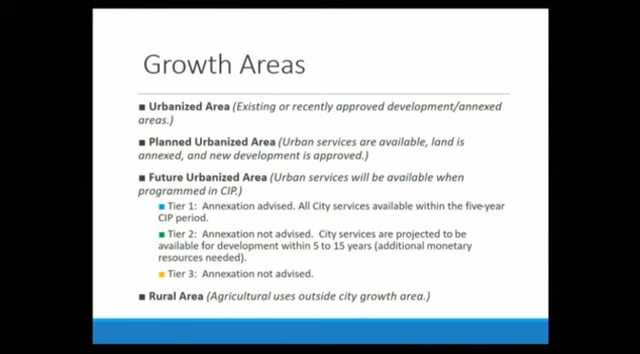 Growth Areas
Urbanized Area (Existing or recently approved development/annexed
areas.)
Planned Urbanized Area (Urban services are available, land is
annexed, and new development is approved.)
Future Urbanized Area (Urban services will be available when
programmed in CIP.)
Tier 1: Annexation advised. All City services available within the five-year
CIP period.
Tier 2: Annexation not advised. City services are projected to be
available for development within 5 to 15 years (additional monetary
resources needed).
Tier 3: Annexation not advised.
Rural Area (Agricultural uses outside city growth area.)